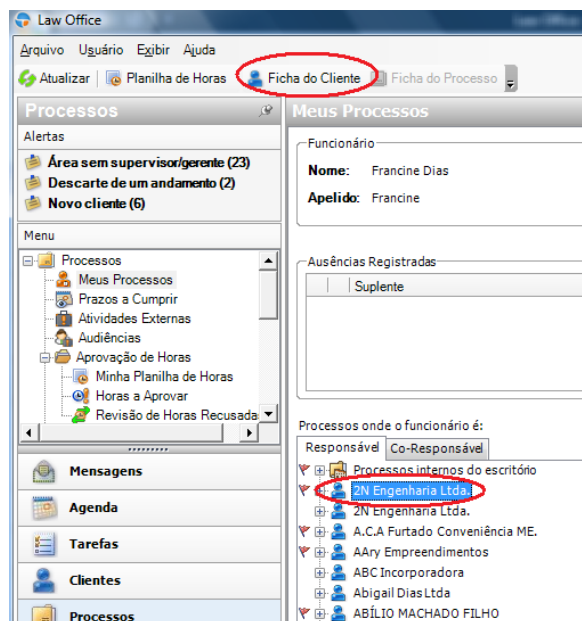 Law Office
Arquivo Usuário Exibir Ajuda
Atualizar Planilha de Horas Ficha do Cliente Ficha do Processo
Processos
Alertas
Área sem supervisor/gerente (23)
Descarte de um andamento (2)
Novo cliente (6)
Menu
Processos
Meus Processos
Prazos a Cumprir
Atividades Externas
Audiências
Aprovação de Horas
Minha Planilha de Horas
Horas a Aprovar
Revisão de Horas Recusada
Mensagens
Agenda
Tarefas
Clientes
Processos
Meus Processos
Funcionário
Nome: Francine Dias
Apelido: Francine
Ausências Registradas
Suplente
Processos onde o funcionário é:
Responsável Co-Responsável
Processos internos do escritório
2N Engenharia Ltda.
2N Engenharia Ltda.
A.C.A Furtado Conveniência ME.
AAry Empreendimentos
ABC Incorporadora
Abigail Dias Ltda
ABÍLIO MACHADO FILHO